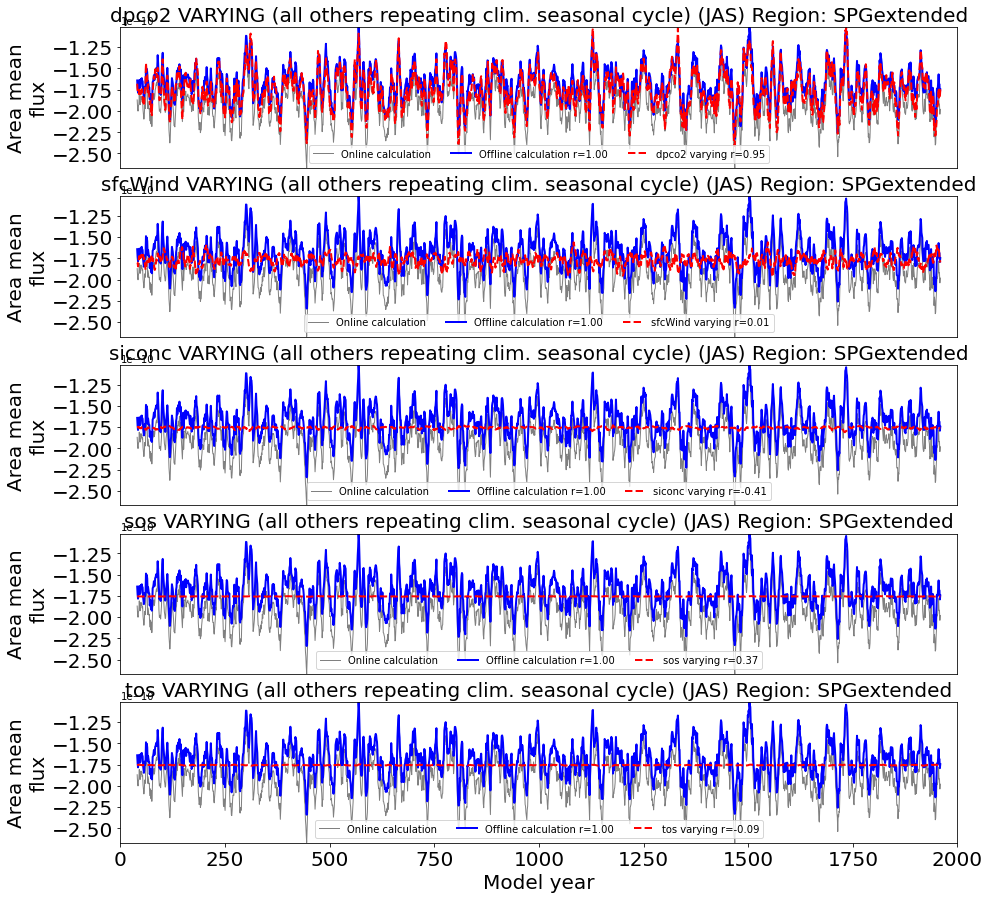 dpco2 VARYING (all others repeating clim. seasonal cycle) (JAS) Region: SPGextended
1e−10
−1.25
−1.50
−1.75
−2.00
−2.25
−2.50
Area mean
flux
Online calculation
Offline calculation r=1.00
dpco2 varying r=0.95
sfcWind VARYING (all others repeating clim. seasonal cycle) (JAS) Region: SPGextended
1e−10
−1.25
−1.50
−1.75
−2.00
−2.25
−2.50
Area mean
flux
Online calculation
Offline calculation r=1.00
sfcWind varying r=0.01
siconc VARYING (all others repeating clim. seasonal cycle) (JAS) Region: SPGextended
1e−10
−1.25
−1.50
−1.75
−2.00
−2.25
−2.50
Area mean
flux
Online calculation
Offline calculation r=1.00
siconc varying r=-0.41
sos VARYING (all others repeating clim. seasonal cycle) (JAS) Region: SPGextended
1e−10
−1.25
−1.50
−1.75
−2.00
−2.25
−2.50
Area mean
flux
Online calculation
Offline calculation r=1.00
sos varying r=0.37
tos VARYING (all others repeating clim. seasonal cycle) (JAS) Region: SPGextended
1e−10
−1.25
−1.50
−1.75
−2.00
−2.25
−2.50
Area mean
flux
Online calculation
Offline calculation r=1.00
tos varying r=-0.09
0 250 500 750 1000 1250 1500 1750 2000
Model year